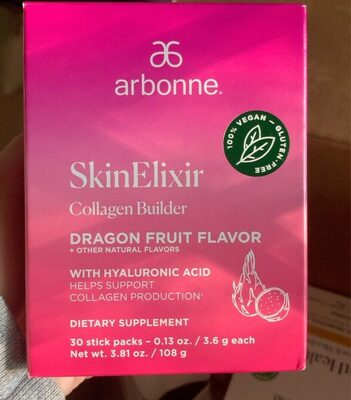 arbonne.
100% VEGAN – GLUTEN-FREE
SkinElixir
Collagen Builder
DRAGON FRUIT FLAVOR
+ OTHER NATURAL FLAVORS
WITH HYALURONIC ACID
HELPS SUPPORT
COLLAGEN PRODUCTION
DIETARY SUPPLEMENT
30 stick packs – 0.13 oz. / 3.6 g each
Net wt. 3.81 oz. / 108 g